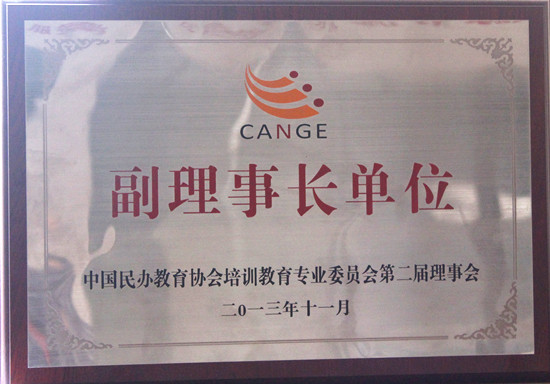 CANGE
副理事长单位
中国民办教育协会培训教育专业委员会第二届理事会
二0一三年十一月